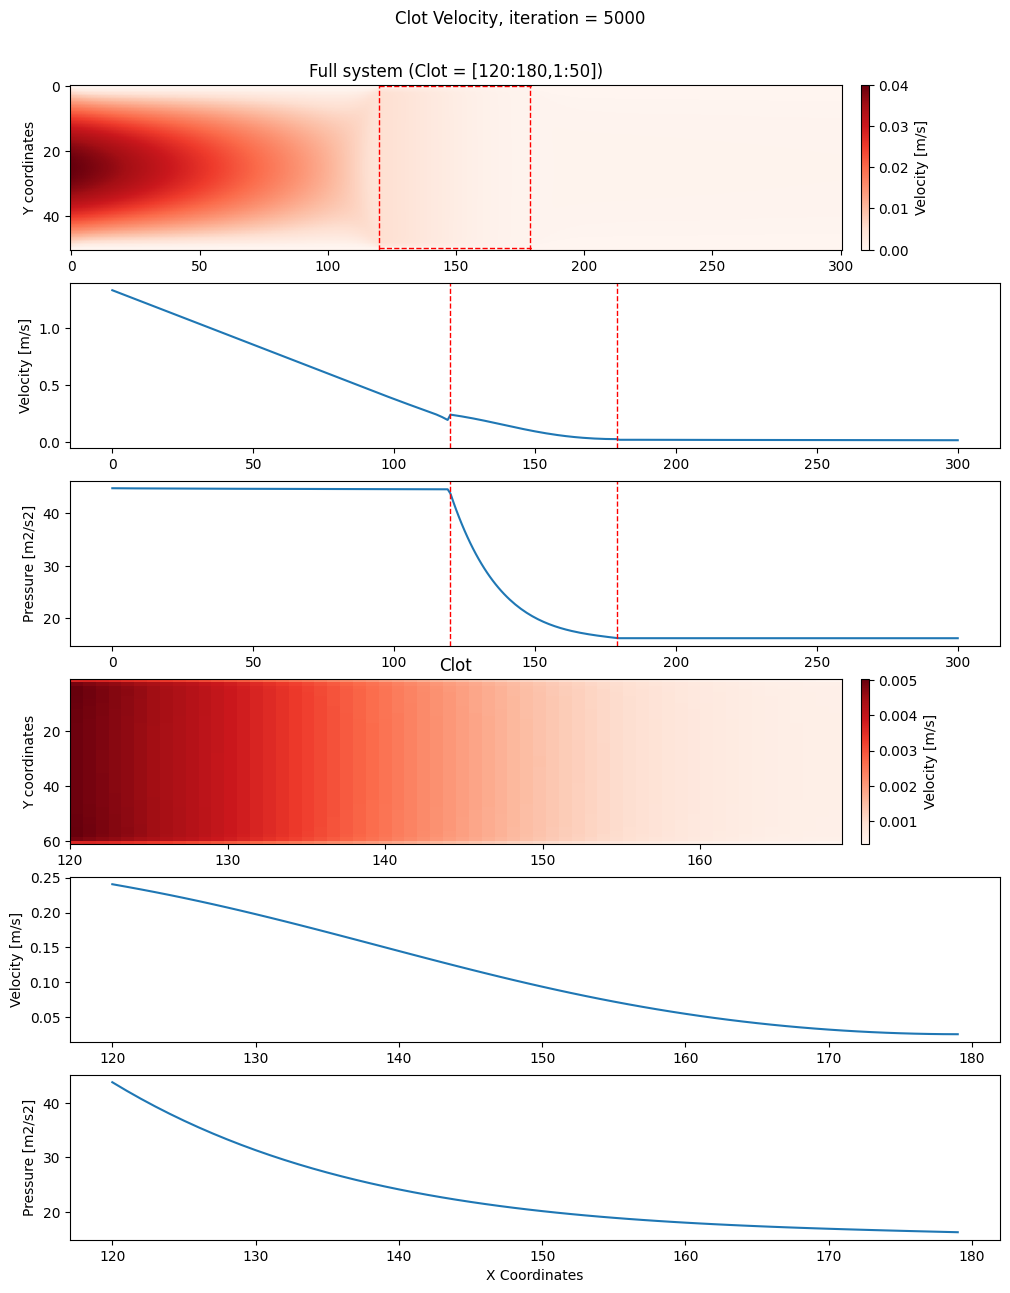 Clot Velocity, iteration = 5000
Full system (Clot = [120:180,1:50])
Y coordinates
0
20
40
0 50 100 150 200 250 300
0.04
0.03
0.02
0.01
0.00
Velocity [m/s]
Velocity [m/s]
1.0
0.5
0.0
0 50 100 150 200 250 300
Pressure [m2/s2]
40
30
20
0 50 100 150 200 250 300
Clot
Y coordinates
20
40
60
120 130 140 150 160
0.005
0.004
0.003
0.002
0.001
Velocity [m/s]
Velocity [m/s]
0.25
0.20
0.15
0.10
0.05
120 130 140 150 160 170 180
Pressure [m2/s2]
40
30
20
120 130 140 150 160 170 180
X Coordinates